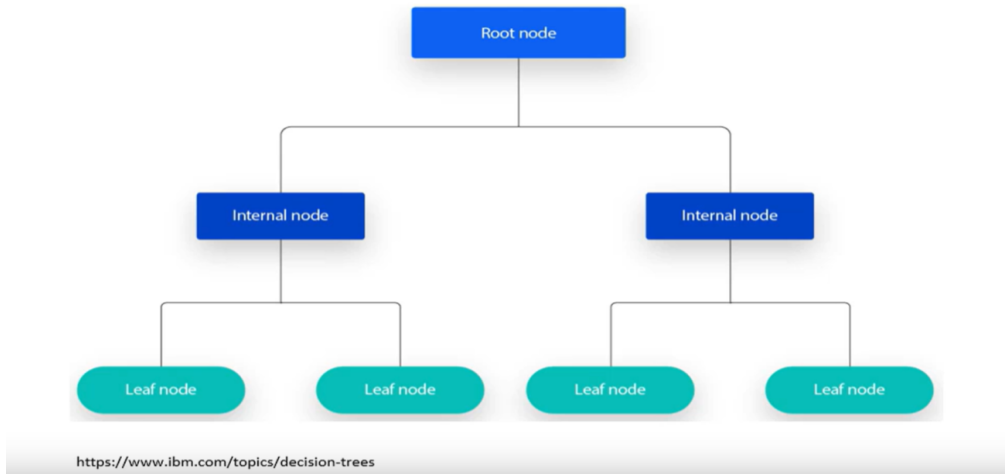 Root node
Internal node
Internal node
Leaf node
Leaf node
Leaf node
Leaf node
https://www.ibm.com/topics/decision-trees